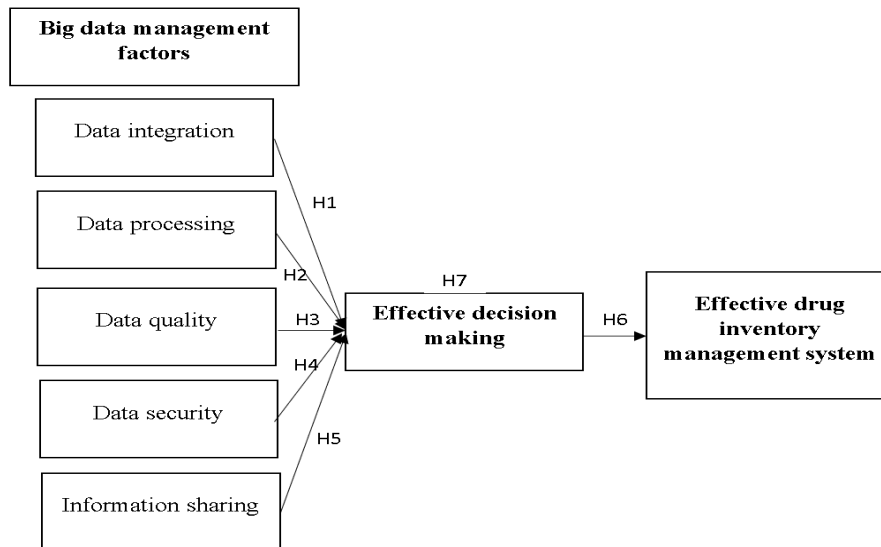 Big data management
factors
Data integration
H1
Data processing
H2
H7
Data quality
H3
Effective decision
making
H6
Effective drug
inventory
management system
H4
Data security
H5
Information sharing